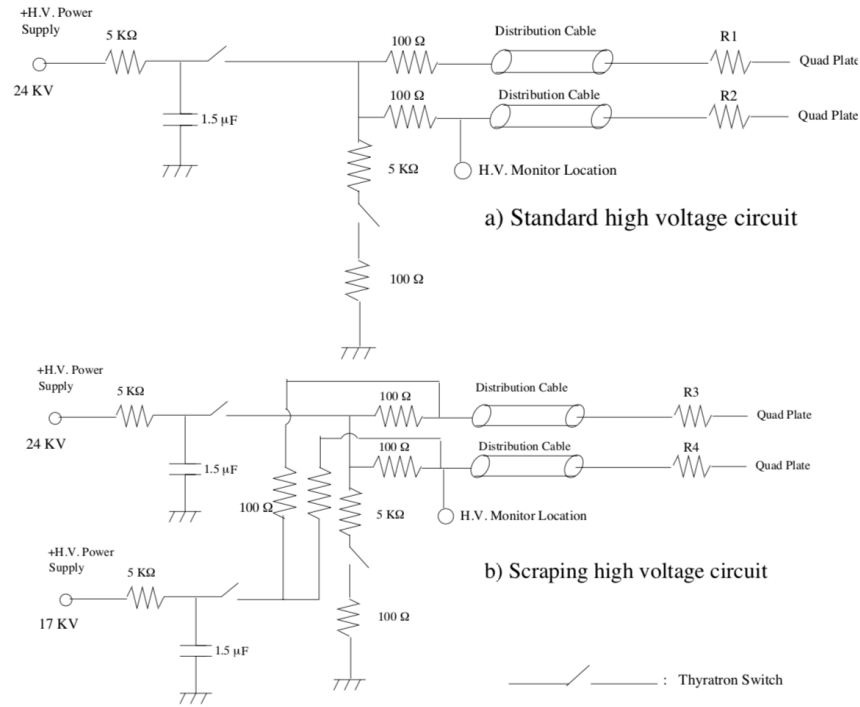 +H.V. Power
Supply
5 KΩ
24 KV
1.5 μF
100 Ω
Distribution Cable
R1
Quad Plate
100 Ω
Distribution Cable
R2
Quad Plate
5 KΩ
H.V. Monitor Location
a) Standard high voltage circuit
100 Ω
+H.V. Power
Supply
5 KΩ
24 KV
1.5 μF
100 Ω
Distribution Cable
R3
Quad Plate
100 Ω
Distribution Cable
R4
Quad Plate
100 Ω
5 KΩ
H.V. Monitor Location
+H.V. Power
Supply
5 KΩ
17 KV
1.5 μF
b) Scraping high voltage circuit
100 Ω
: Thyratron Switch